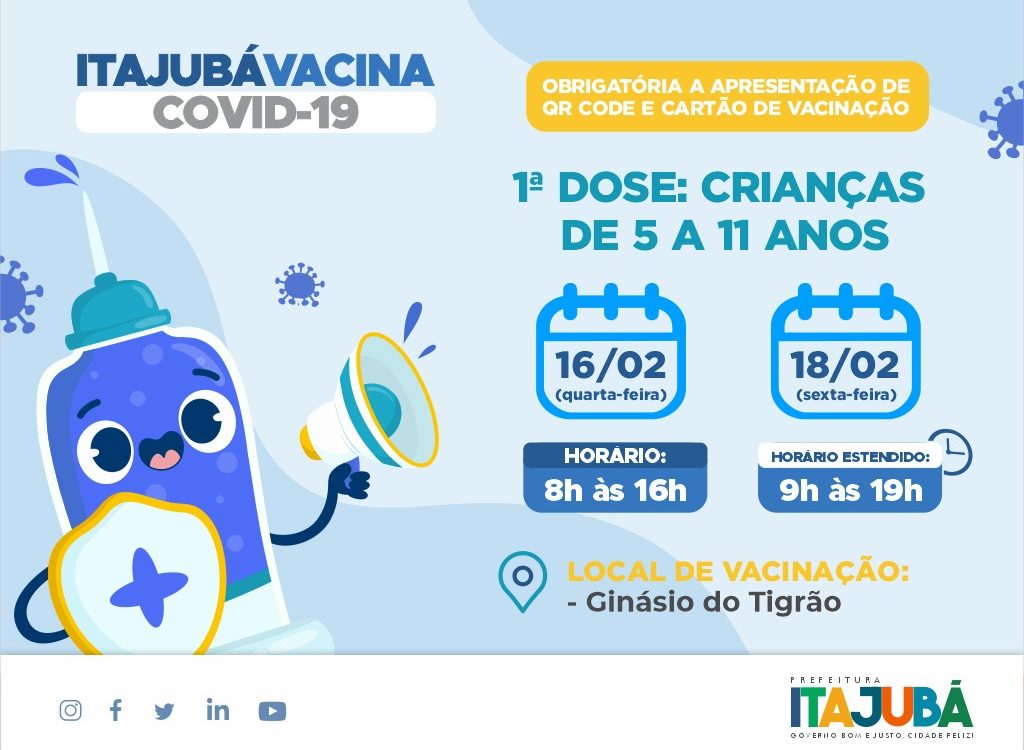 ITAJUBÁVACINA
COVID-19
OBRIGATÓRIA A APRESENTAÇÃO DE
QR CODE E CARTÃO DE VACINAÇÃO
1ª DOSE: CRIANÇAS
DE 5 A 11 ANOS
16/02
(quarta-feira)
HORÁRIO:
8h às 16h
18/02
(sexta-feira)
HORÁRIO ESTENDIDO:
9h às 19h
LOCAL DE VACINAÇÃO:
- Ginásio do Tigrão
PREFEITURA
ITAJUBÁ
GOVERNO BOM E JUSTO, CIDADE FELIZ!